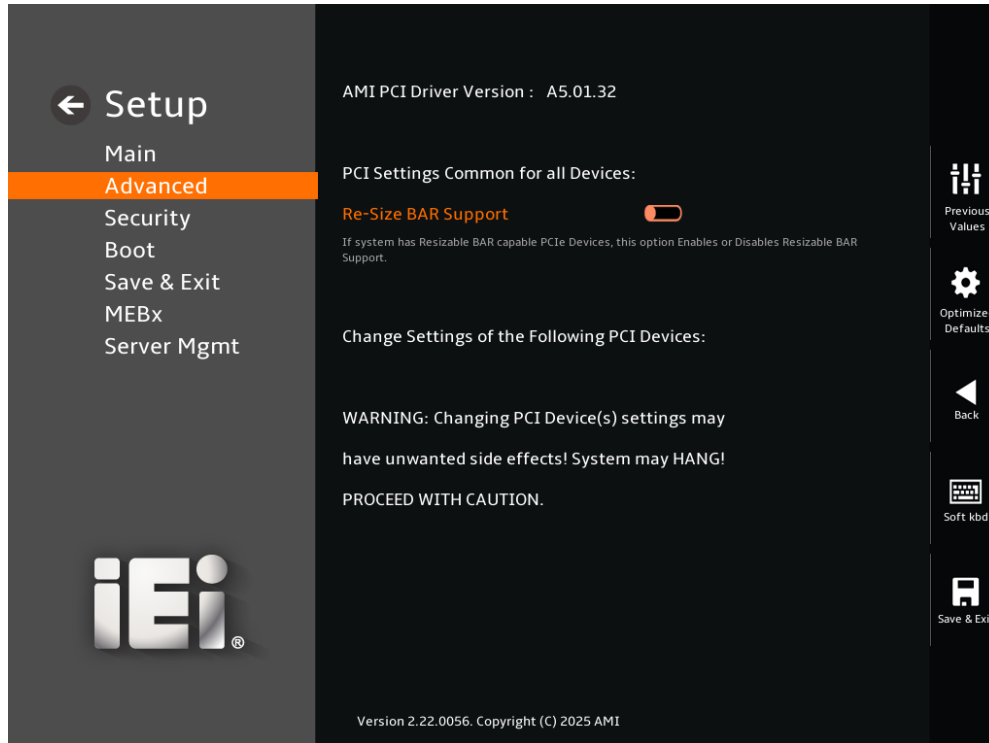 Setup
Main
Advanced
Security
Boot
Save & Exit
MEBx
Server Mgmt
iEi®
AMI PCI Driver Version : A5.01.32
PCI Settings Common for all Devices:
Re-Size BAR Support
If system has Resizable BAR capable PCIe Devices, this option Enables or Disables Resizable BAR
Support.
Change Settings of the Following PCI Devices:
WARNING: Changing PCI Device(s) settings may
have unwanted side effects! System may HANG!
PROCEED WITH CAUTION.
Version 2.22.0056. Copyright (C) 2025 AMI
Previous
Values
Optimize
Defaults
Back
Soft kbd
Save & Exi